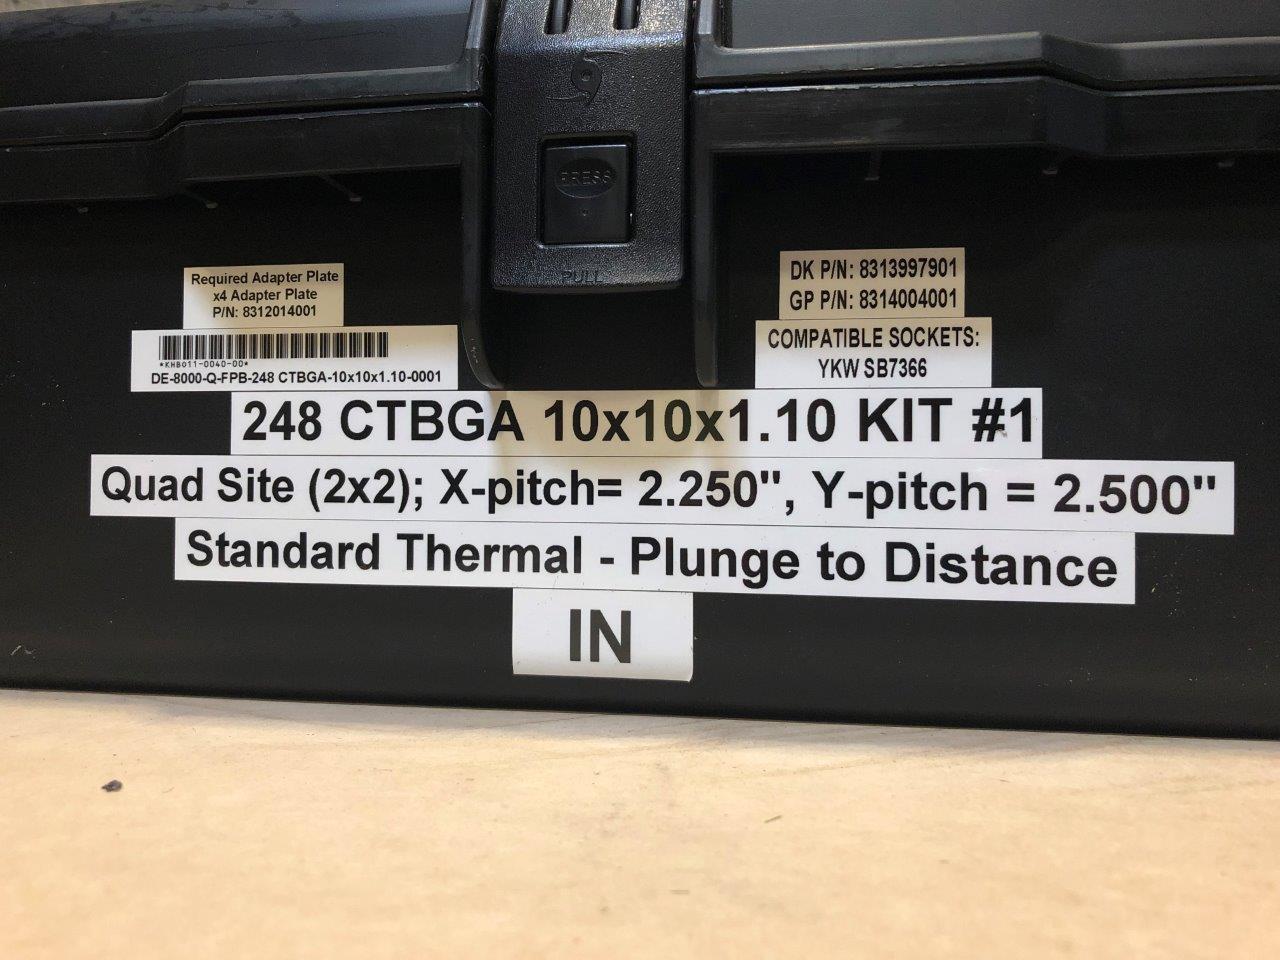 PRESS
PULL
Required Adapter Plate
x4 Adapter Plate
P/N: 8312014001
*KHB011-0040-00*
DE-8000-Q-FPB-248 CTBGA-10x10x1.10-0001
DK P/N: 8313997901
GP P/N: 8314004001
COMPATIBLE SOCKETS:
YKW SB7366
248 CTBGA 10x10x1.10 KIT #1
Quad Site (2x2); X-pitch= 2.250", Y-pitch = 2.500"
Standard Thermal - Plunge to Distance
IN